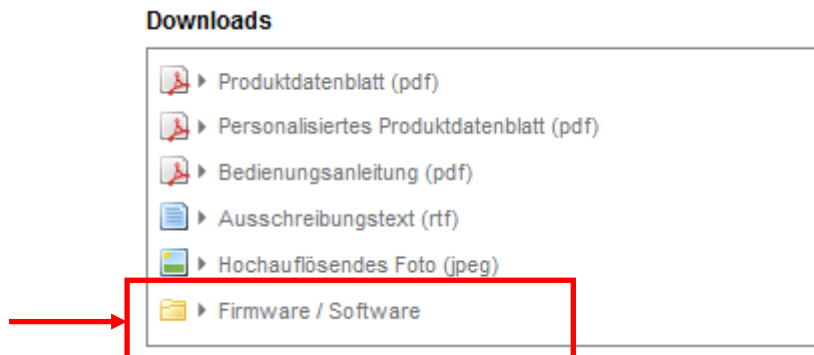 Downloads
Produktdatenblatt (pdf)
Personalisiertes Produktdatenblatt (pdf)
Bedienungsanleitung (pdf)
Ausschreibungstext (rtf)
Hochauflösendes Foto (jpeg)
Firmware / Software